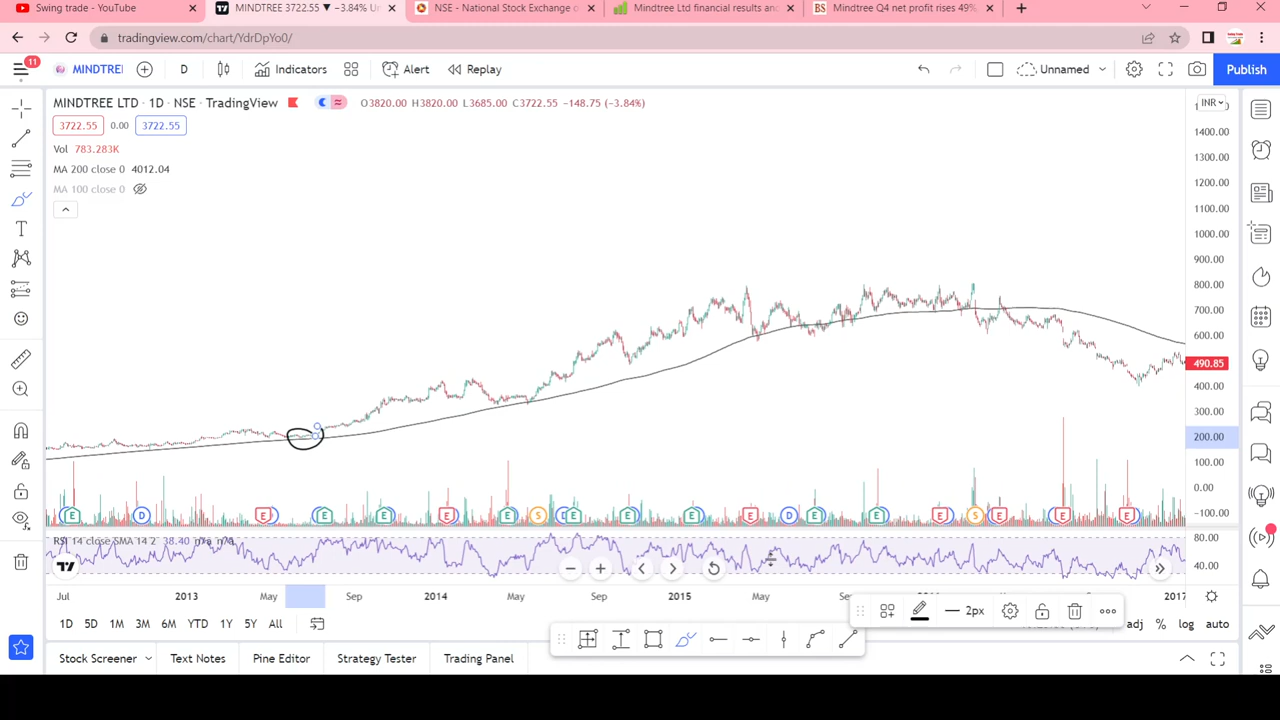 Swing trade - YouTube
MINDTREE 3722.55 ▼ −3.84% Un
NSE - National Stock Exchange o
Mindtree Ltd financial results and
BS Mindtree Q4 net profit rises 49%
tradingview.com/chart/YdrDpYo0/
11
MINDTREE
D
Indicators
Alert
Replay
Unnamed
Publish
MINDTREE LTD · 1D · NSE · TradingView
O3820.00 H3820.00 L3685.00 C3722.55 −148.75 (−3.84%)
INR
3722.55 0.00 3722.55
Vol 783.283K
MA 200 close 0 4012.04
MA 100 close 0
1400.00
1300.00
1200.00
1100.00
1000.00
900.00
800.00
700.00
600.00
490.85
400.00
300.00
200.00
100.00
0.00
-100.00
E D E E E E E S D E E E E D E E E S E E E
RSI 14 close SMA 14 2 38.40 n/a n/a
80.00
40.00
Jul 2013 May Sep 2014 May Sep 2015 May 2017
2px
1D 5D 1M 3M 6M YTD 1Y 5Y All
adj % log auto
Stock Screener Text Notes Pine Editor Strategy Tester Trading Panel